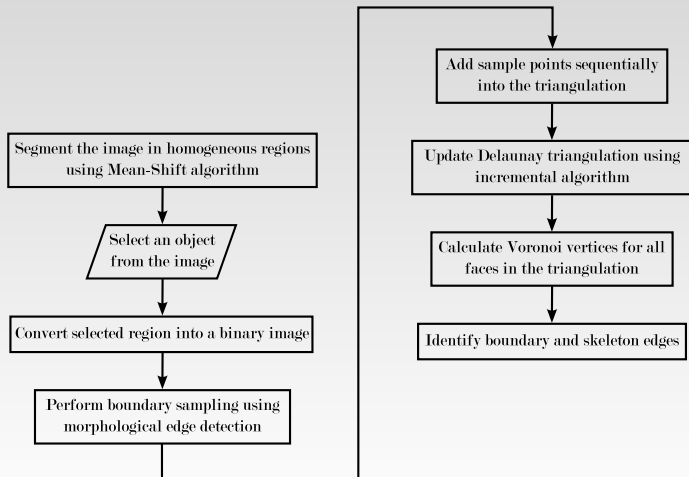 Segment the image in homogeneous regions
using Mean-Shift algorithm
Select an object
from the image
Convert selected region into a binary image
Perform boundary sampling using
morphological edge detection
Add sample points sequentially
into the triangulation
Update Delaunay triangulation using
incremental algorithm
Calculate Voronoi vertices for all
faces in the triangulation
Identify boundary and skeleton edges